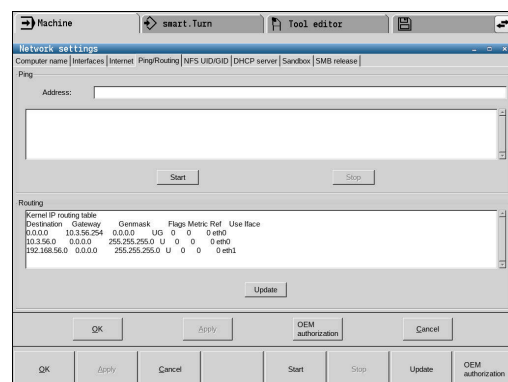 Machine smart.Turn Tool editor
Network settings
Computer name Interfaces Internet Ping/Routing NFS UID/GID DHCP server Sandbox SMB release
Ping
Address:
Start Stop
Routing
Kernel IP routing table
Destination Gateway Genmask Flags Metric Ref Use Iface
0.0.0.0 10.3.56.254 0.0.0.0 UG 0 0 0 eth0
10.3.56.0 0.0.0.0 255.255.255.0 U 0 0 0 eth0
192.168.56.0 0.0.0.0 255.255.255.0 U 0 0 0 eth1
Update
OK Apply OEM authorization Cancel
OK Apply Cancel Start Stop Update OEM authorization